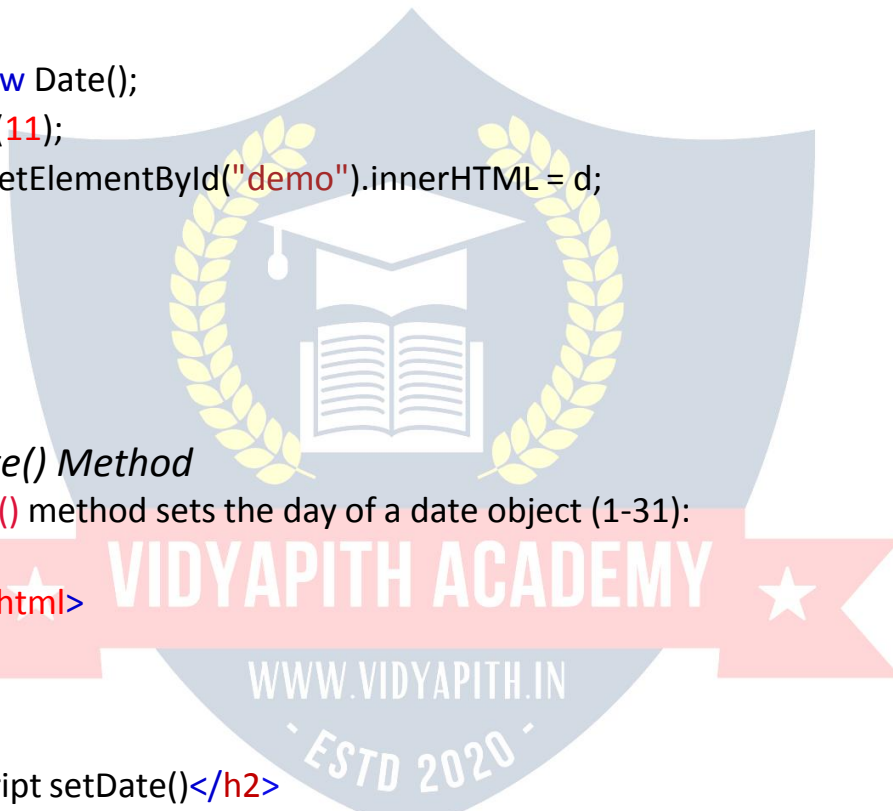 w Date();
(11);
etElementById("demo").innerHTML = d;
e() Method
() method sets the day of a date object (1-31):
VIDYAPITH ACADEMY
html>
WWW.VIDYAPITH.IN
- ESTD 2020 -
ript setDate()</h2>